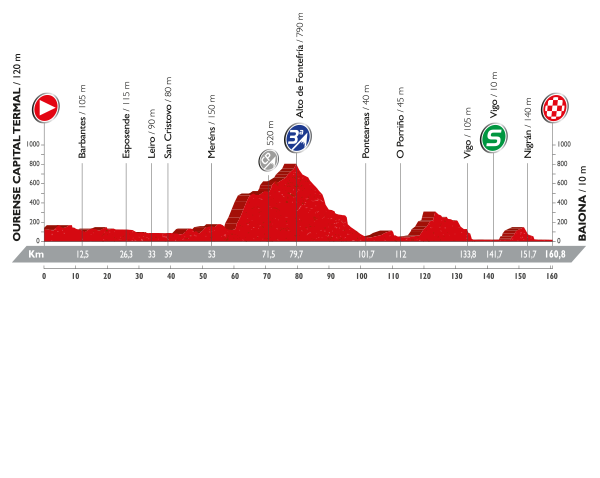 OURENSE CAPITAL TERMAL / 120 m
Barbantes / 105 m
Esposende / 115 m
Leiro / 90 m
San Cristovo / 80 m
Meréns / 150 m
520 m
Alto de Fontefría / 790 m
3ª
Ponteareas / 40 m
O Porriño / 45 m
Vigo / 105 m
Vigo / 10 m
S
Nigrán / 140 m
BAIONA / 10 m
1000
800
600
400
200
0
1000
800
600
400
200
0
Km 12,5 26,3 33 39 53 71,5 79,7 101,7 112 133,8 141,7 151,7 160,8
0 10 20 30 40 50 60 70 80 90 100 110 120 130 140 150 160